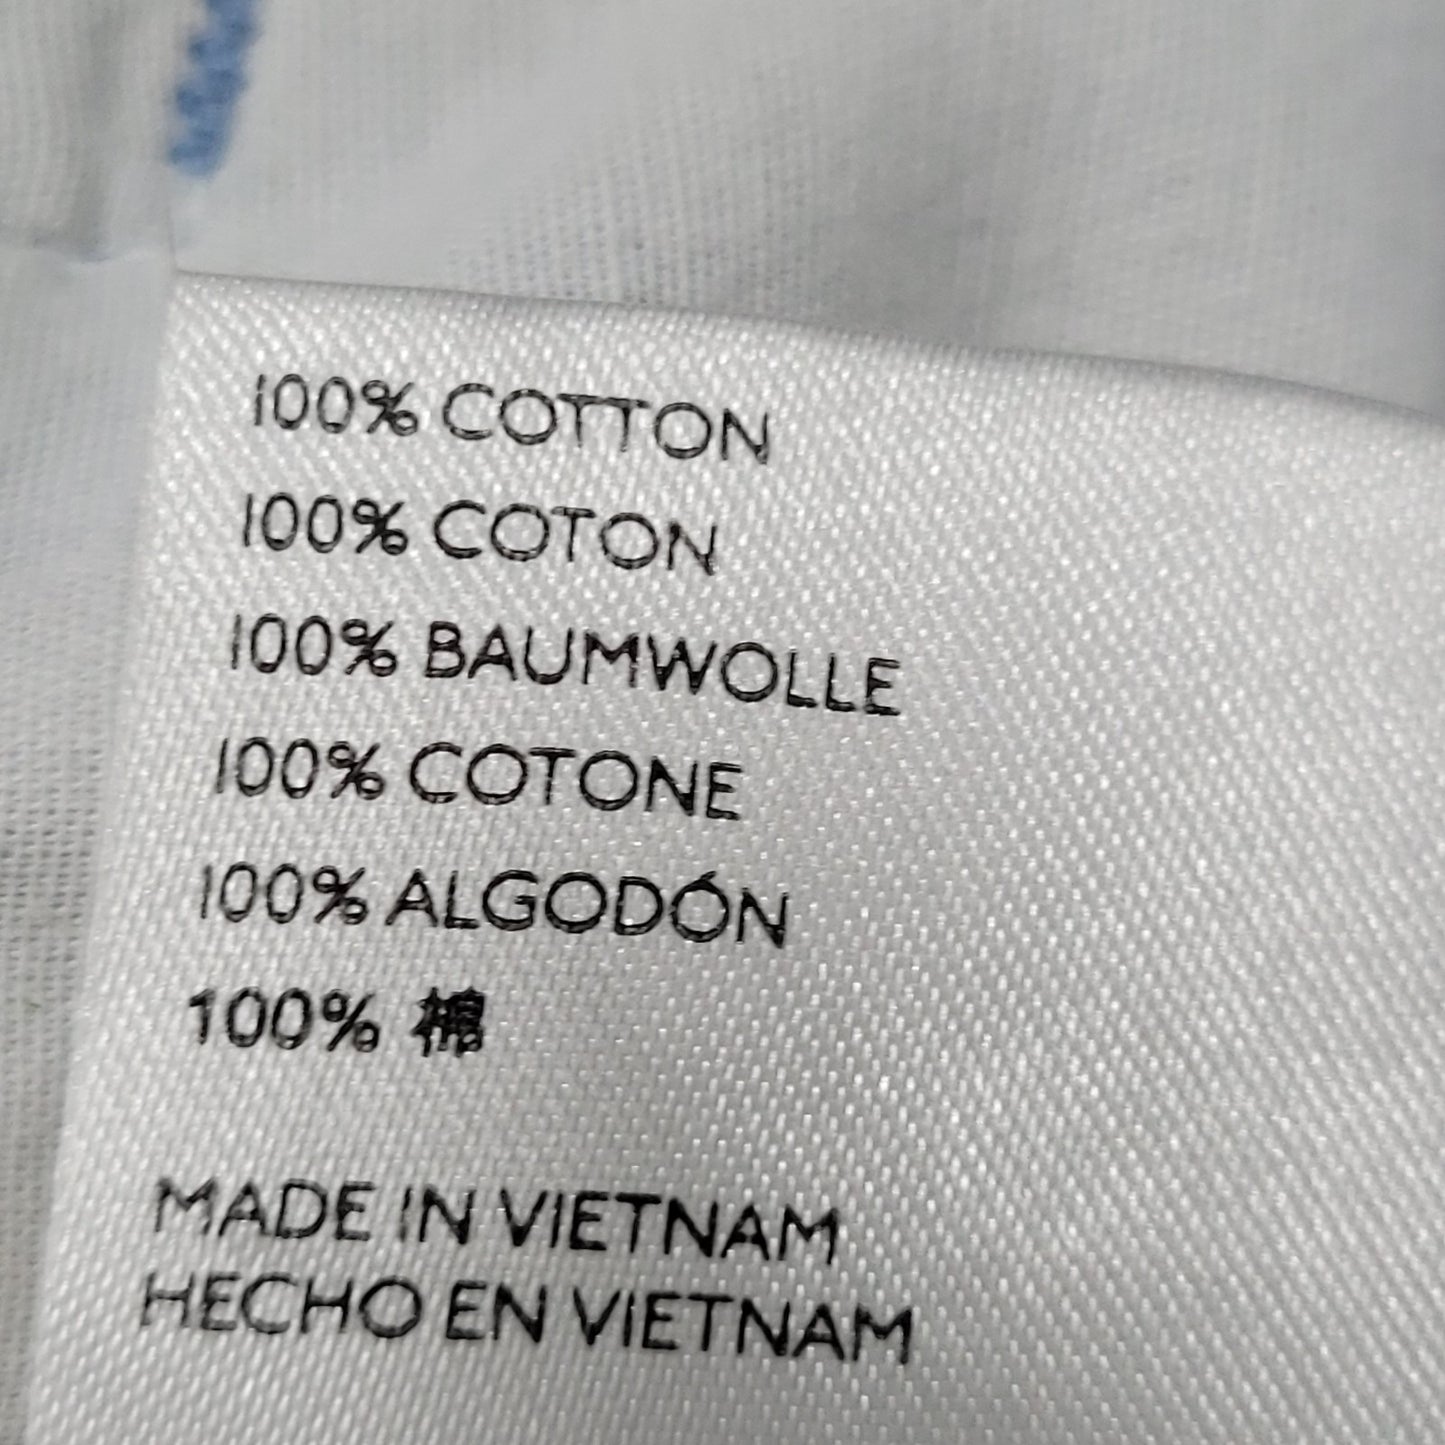 100% COTTON
100% COTON
100% BAUMWOLLE
100% COTONE
100% ALGODÓN
100% 棉
MADE IN VIETNAM
HECHO EN VIETNAM